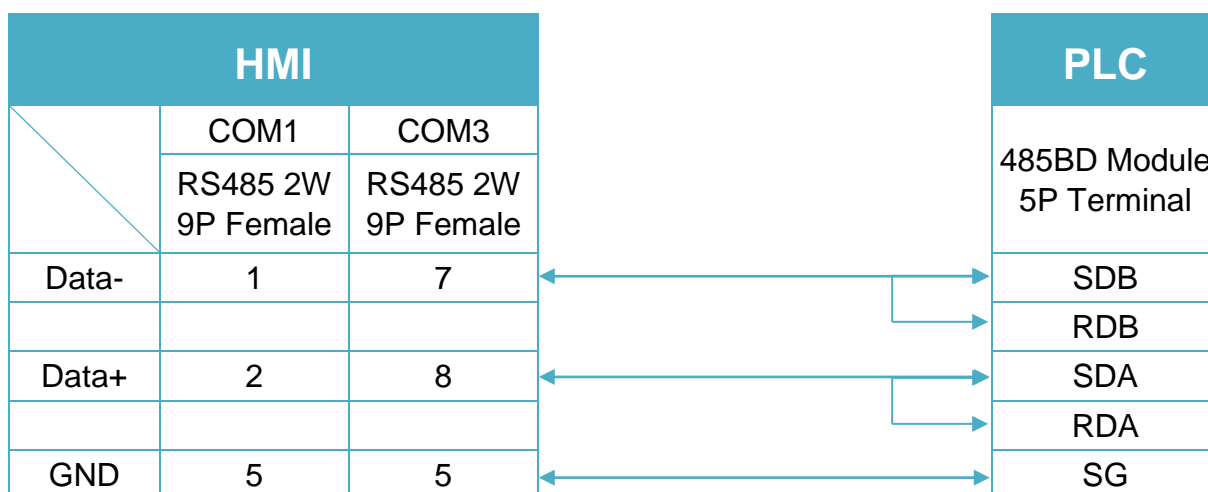 HMI
PLC
COM1
COM3
RS485 2W
9P Female
RS485 2W
9P Female
485BD Module
5P Terminal
Data-
1
7
SDB
RDB
Data+
2
8
SDA
RDA
GND
5
5
SG